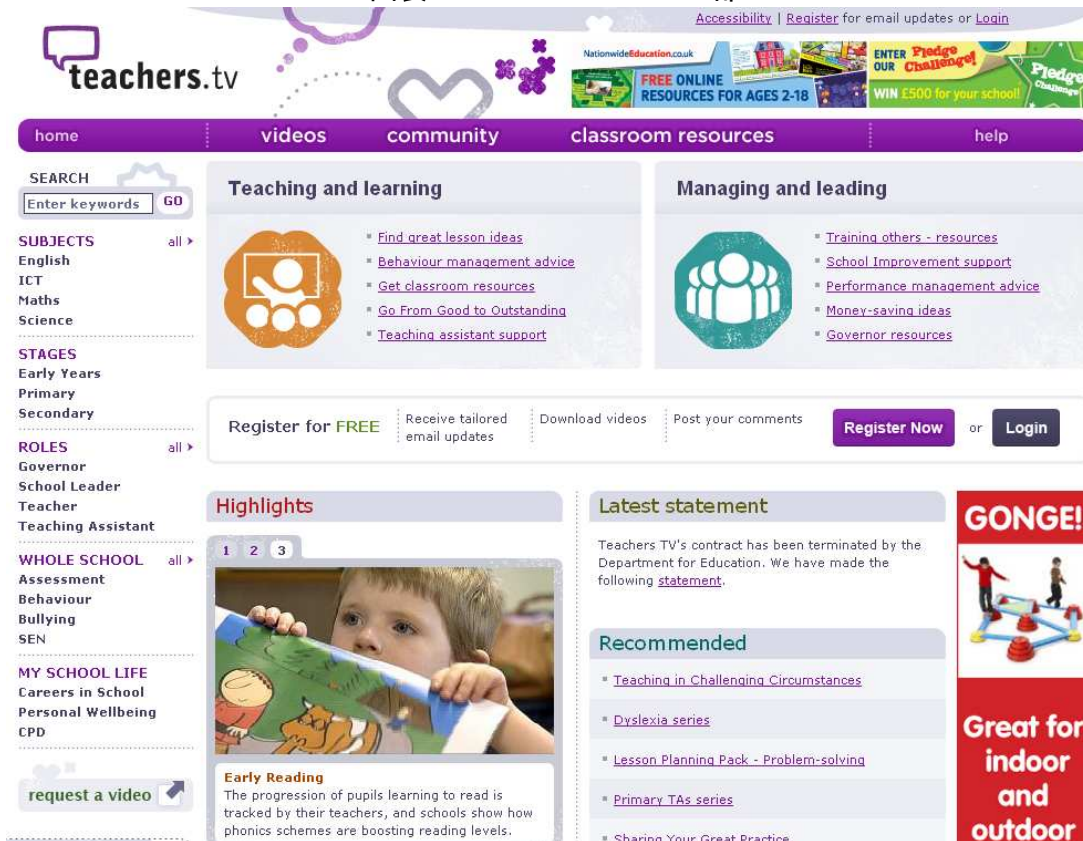 Accessibility | Register for email updates or Login
teachers.tv
NationwideEducation.co.uk
FREE ONLINE
RESOURCES FOR AGES 2-18
ENTER Pledge
OUR Challenge!
WIN £500 for your school!
Pledge
Challenge
home
videos
community
classroom resources
help
SEARCH
Enter keywords GO
SUBJECTS all
English
ICT
Maths
Science
STAGES
Early Years
Primary
Secondary
ROLES all
Governor
School Leader
Teacher
Teaching Assistant
WHOLE SCHOOL all
Assessment
Behaviour
Bullying
SEN
MY SCHOOL LIFE
Careers in School
Personal Wellbeing
CPD
request a video
Teaching and learning
Find great lesson ideas
Behaviour management advice
Get classroom resources
Go From Good to Outstanding
Teaching assistant support
Managing and leading
Training others - resources
School Improvement support
Performance management advice
Money-saving ideas
Governor resources
Register for FREE
Receive tailored
email updates
Download videos
Post your comments
Register Now or Login
Highlights
1 2 3
Early Reading
The progression of pupils learning to read is
tracked by their teachers, and schools show how
phonics schemes are boosting reading levels.
Latest statement
Teachers TV's contract has been terminated by the
Department for Education. We have made the
following statement.
Recommended
Teaching in Challenging Circumstances
Dyslexia series
Lesson Planning Pack - Problem-solving
Primary TAs series
Sharing Your Great Practice
GONGE!
Great for
indoor
and
outdoor